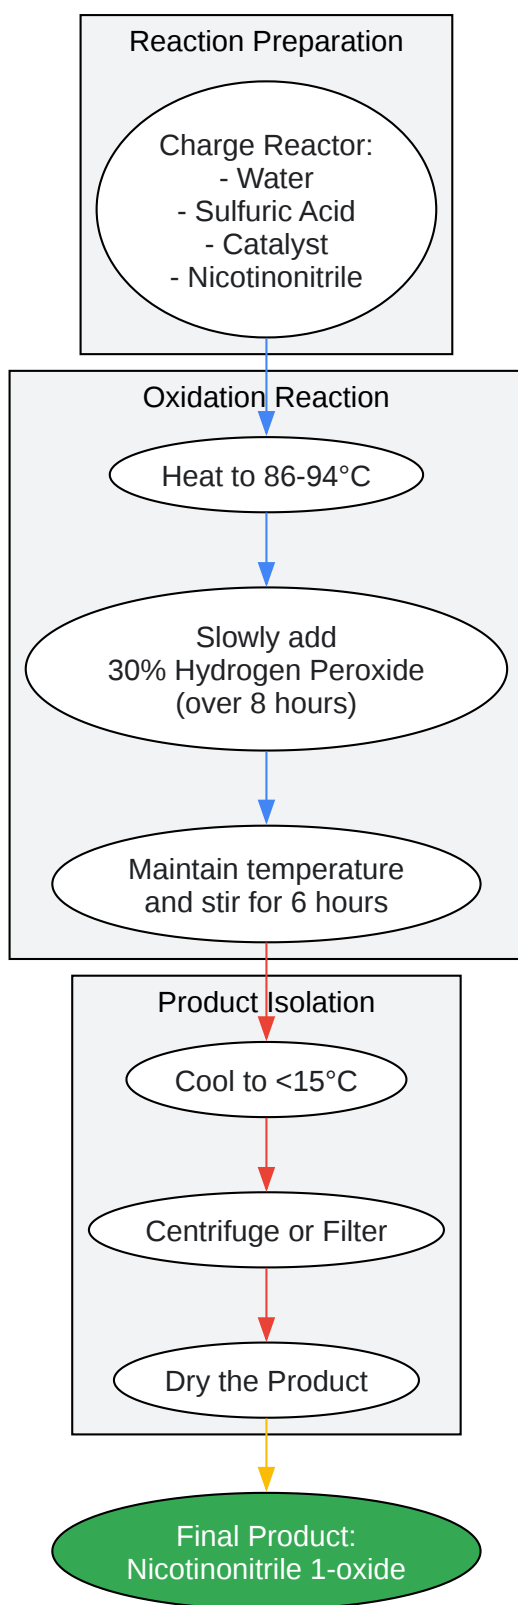 Reaction Preparation
Charge Reactor:
- Water
- Sulfuric Acid
- Catalyst
- Nicotinonitrile
Oxidation Reaction
Heat to 86-94°C
Slowly add
30% Hydrogen Peroxide
(over 8 hours)
Maintain temperature
and stir for 6 hours
Product Isolation
Cool to <15°C
Centrifuge or Filter
Dry the Product
Final Product:
Nicotinonitrile 1-oxide